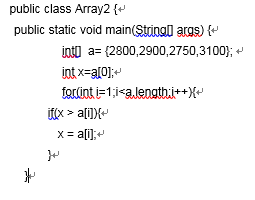 public class Array2 {
public static void main(String[] args) {
int[] a= {2800,2900,2750,3100};
int x=a[0];
for(int i=1;i<a.length;i++){
if(x > a[i]){
x = a[i];
}
}